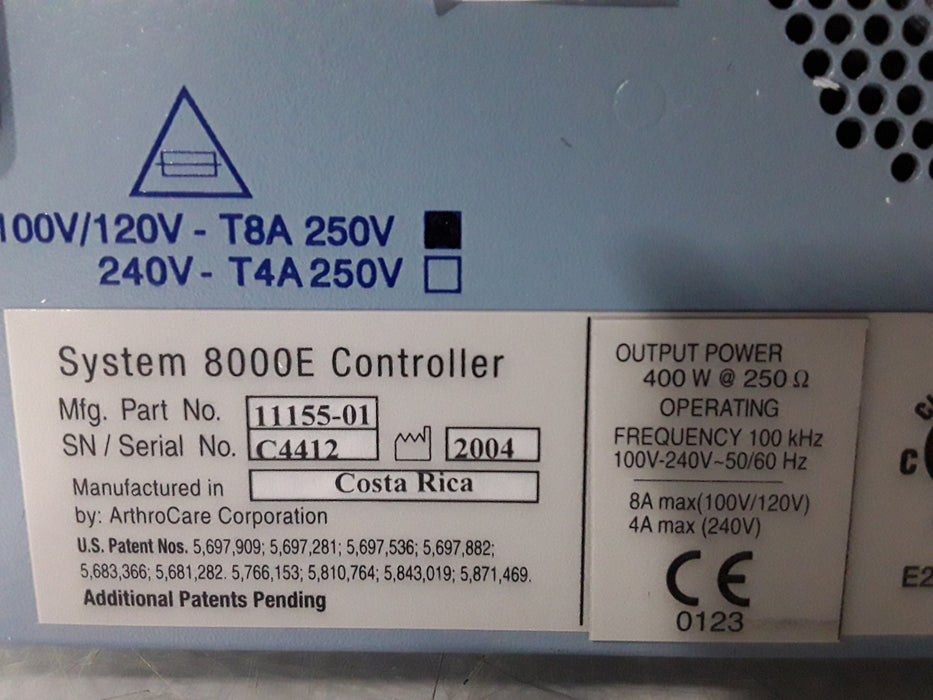 100V/120V - T8A 250V
240V - T4A 250V
System 8000E Controller
Mfg. Part No. 11155-01
SN / Serial No. C4412 2004
Manufactured in Costa Rica
by: ArthroCare Corporation
U.S. Patent Nos. 5,697,909; 5,697,281; 5,697,536; 5,697,882;
5,683,366; 5,681,282. 5,766,153; 5,810,764; 5,843,019; 5,871,469.
Additional Patents Pending
OUTPUT POWER
400 W @ 250 Ω
OPERATING
FREQUENCY 100 kHz
100V-240V~50/60 Hz
8A max(100V/120V)
4A max (240V)
CE
0123
C
E2